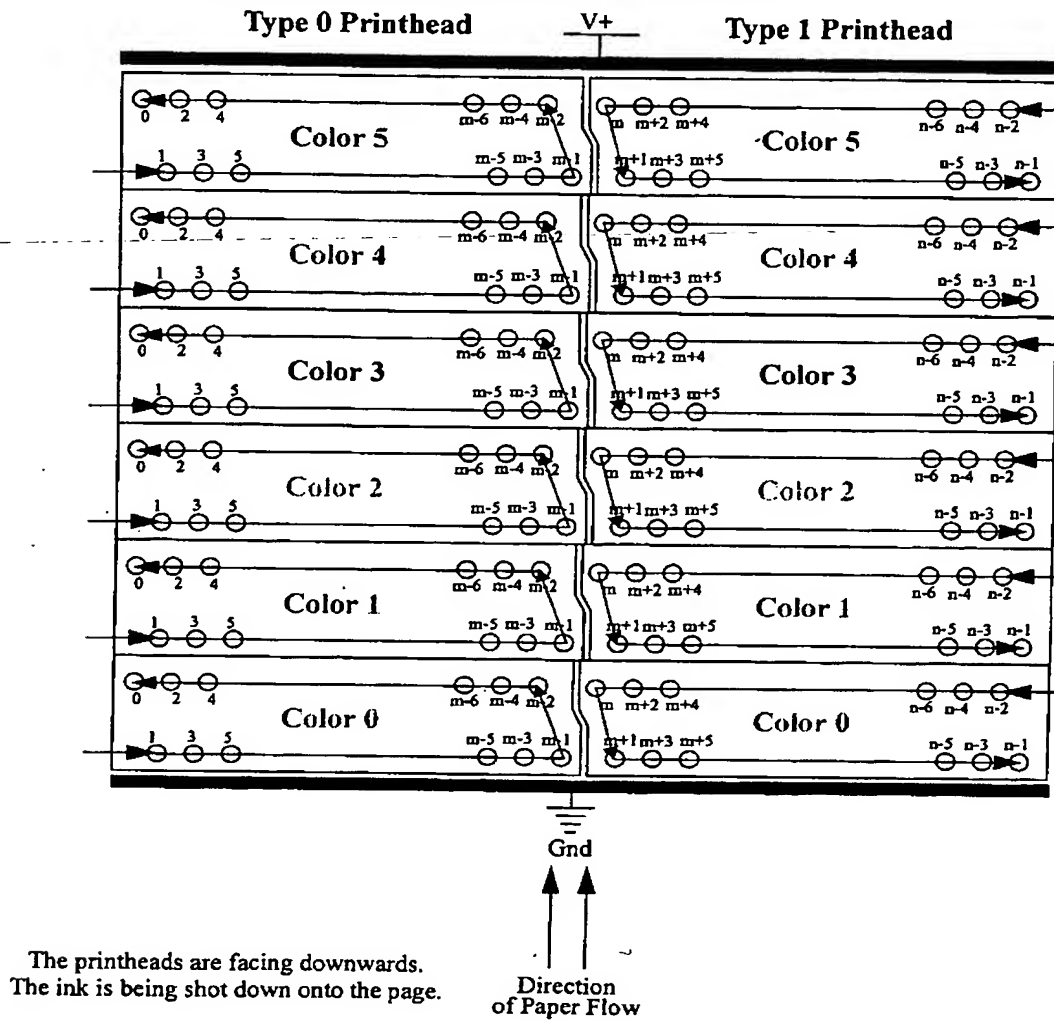 Type 0 Printhead V+ Type 1 Printhead
0 2 4 m-6 m-4 m-2 m m+2 m+4 n-6 n-4 n-2
Color 5 Color 5
1 3 5 m-5 m-3 m-1 m+1 m+3 m+5 n-5 n-3 n-1
0 2 4 m-6 m-4 m-2 m m+2 m+4 n-6 n-4 n-2
Color 4 Color 4
1 3 5 m-5 m-3 m-1 m+1 m+3 m+5 n-5 n-3 n-1
0 2 4 m-6 m-4 m-2 m m+2 m+4 n-6 n-4 n-2
Color 3 Color 3
1 3 5 m-5 m-3 m-1 m+1 m+3 m+5 n-5 n-3 n-1
0 2 4 m-6 m-4 m-2 m m+2 m+4 n-6 n-4 n-2
Color 2 Color 2
1 3 5 m-5 m-3 m-1 m+1 m+3 m+5 n-5 n-3 n-1
0 2 4 m-6 m-4 m-2 m m+2 m+4 n-6 n-4 n-2
Color 1 Color 1
1 3 5 m-5 m-3 m-1 m+1 m+3 m+5 n-5 n-3 n-1
0 2 4 m-6 m-4 m-2 m m+2 m+4 n-6 n-4 n-2
Color 0 Color 0
1 3 5 m-5 m-3 m-1 m+1 m+3 m+5 n-5 n-3 n-1
Gnd
The printheads are facing downwards.
The ink is being shot down onto the page.
Direction
of Paper Flow